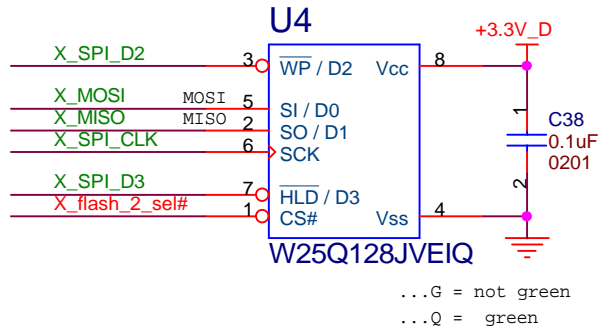 U4
+3.3V_D
X_SPI_D2 3 WP / D2 Vcc 8
X_MOSI MOSI 5 SI / D0 1 C38
X_MISO MISO 2 SO / D1 0.1uF
X_SPI_CLK 6 SCK 0201
X_SPI_D3 7 HLD / D3 2
X_flash_2_sel# 1 CS# Vss 4
W25Q128JVEIQ
...G = not green
...Q = green